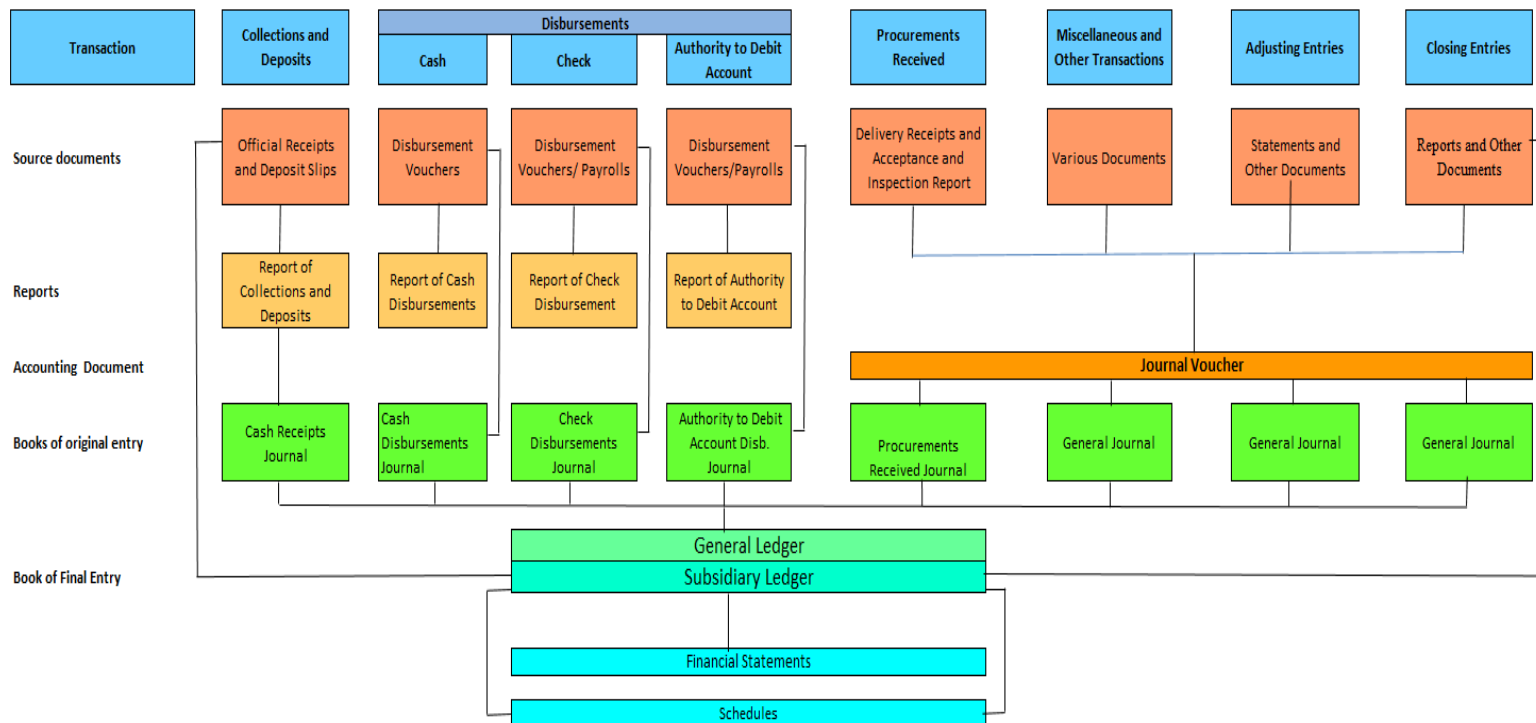 Transaction
Collections and
Deposits
Disbursements
Cash
Check
Authority to Debit
Account
Procurements
Received
Miscellaneous and
Other Transactions
Adjusting Entries
Closing Entries
Source documents
Official Receipts
and Deposit Slips
Disbursement
Vouchers
Disbursement
Vouchers/ Payrolls
Disbursement
Vouchers/Payrolls
Delivery Receipts and
Acceptance and
Inspection Report
Various Documents
Statements and
Other Documents
Reports and Other
Documents
Reports
Report of
Collections and
Deposits
Report of Cash
Disbursements
Report of Check
Disbursement
Report of Authority
to Debit Account
Accounting Document
Journal Voucher
Books of original entry
Cash Receipts
Journal
Cash
Disbursements
Journal
Check
Disbursements
Journal
Authority to Debit
Account Disb.
Journal
Procurements
Received Journal
General Journal
General Journal
General Journal
General Ledger
Book of Final Entry
Subsidiary Ledger
Financial Statements
Schedules